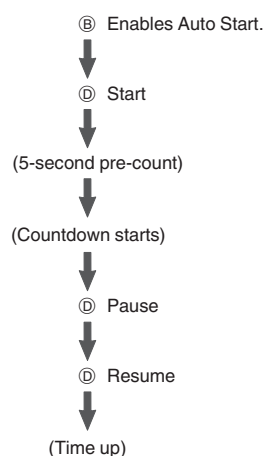 Ⓑ Enables Auto Start.
Ⓓ Start
(5-second pre-count)
(Countdown starts)
Ⓓ Pause
Ⓓ Resume
(Time up)